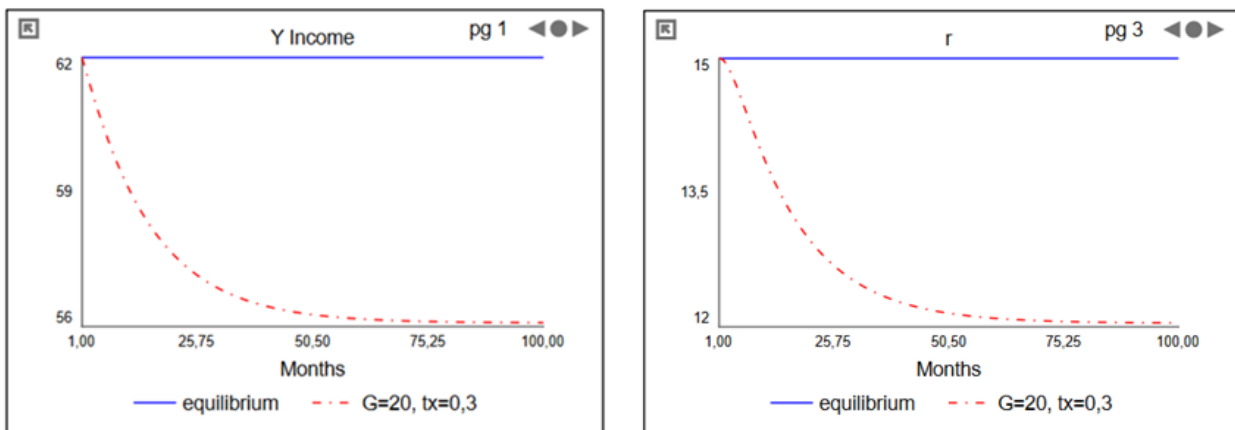 Y Income
pg 1
62
59
56
1,00 25,75 50,50 75,25 100,00
Months
equilibrium G=20, tx=0,3
r
pg 3
15
13,5
12
1,00 25,75 50,50 75,25 100,00
Months
equilibrium G=20, tx=0,3